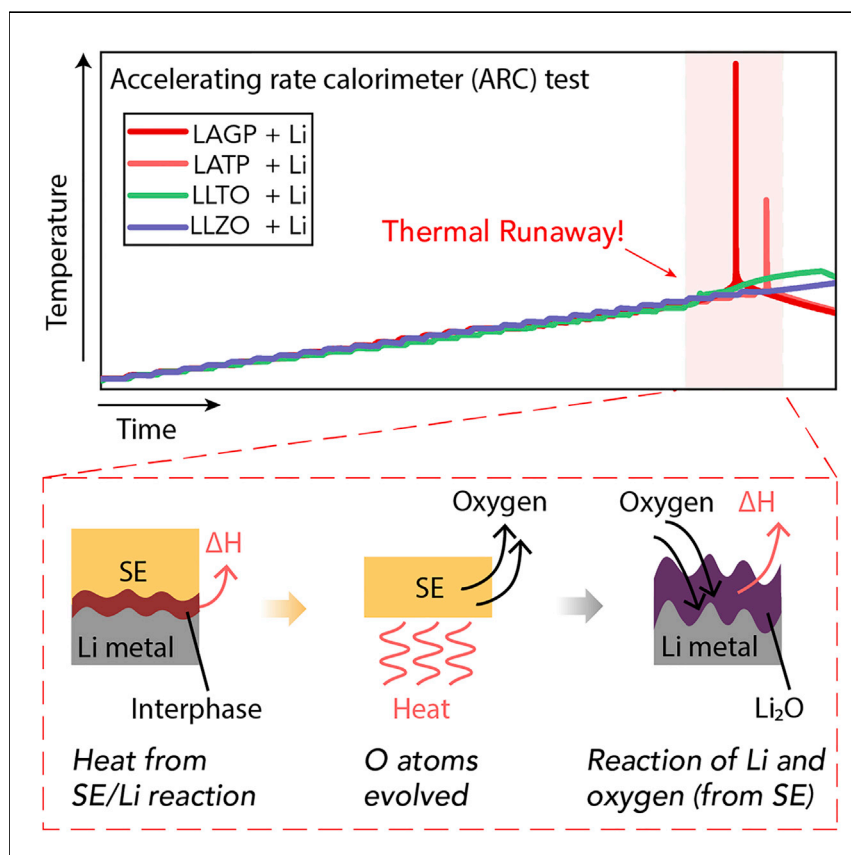 Accelerating rate calorimeter (ARC) test
LAGP + Li
LATP + Li
LLTO + Li
LLZO + Li
Thermal Runaway!
Temperature
Time
Oxygen
Oxygen
ΔH
ΔH
SE
SE
Li metal
Li metal
Interphase
Heat
Li₂O
Heat from
SE/Li reaction
O atoms
evolved
Reaction of Li and
oxygen (from SE)